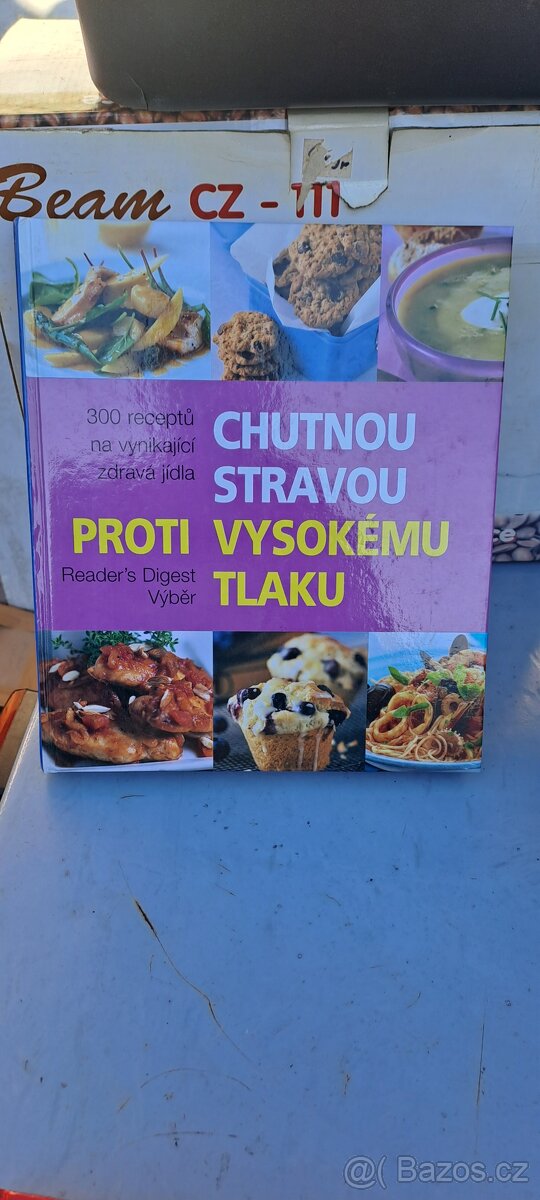 Beam CZ - 111
300 receptů
na vynikající
zdravá jídla
CHUTNOU
STRAVOU
PROTI VYSOKÉMU
TLAKU
Reader's Digest
Výběr
@( Bazos.cz